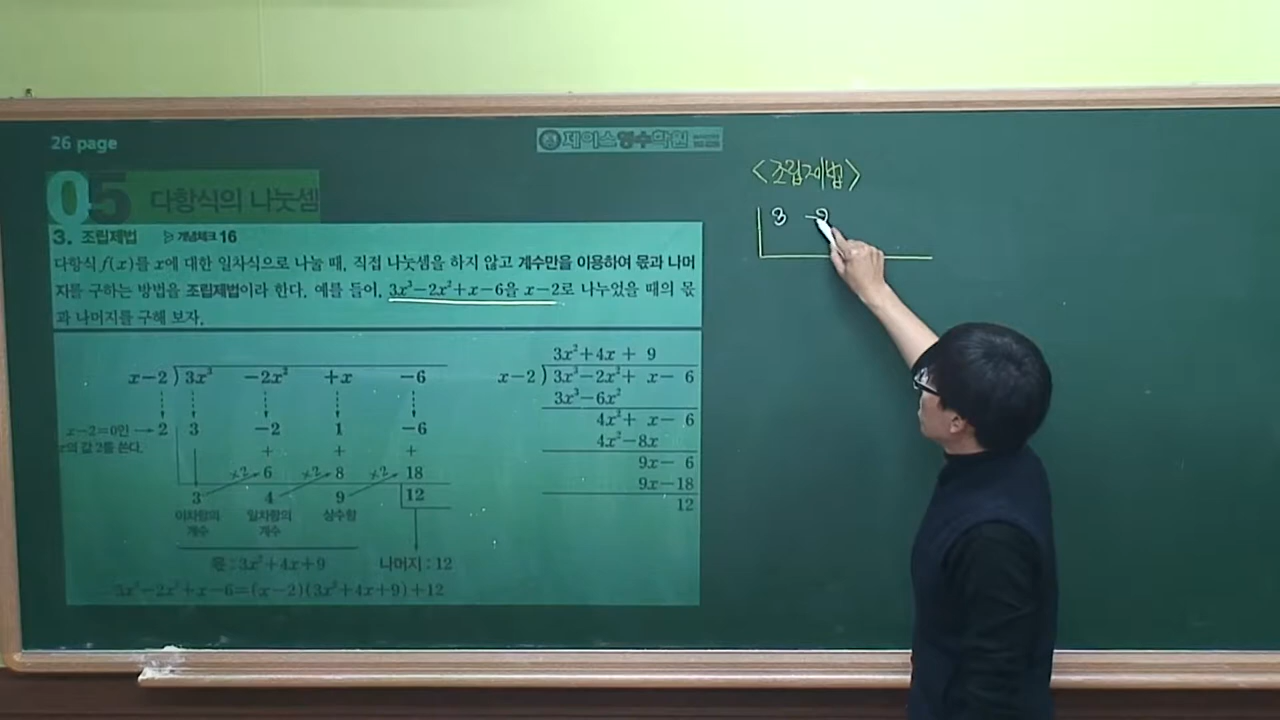 26 page
제이스영수학원
05 다항식의 나눗셈
3. 조립제법 ▷ 개념체크 16
다항식 f(x)를 x에 대한 일차식으로 나눌 때, 직접 나눗셈을 하지 않고 계수만을 이용하여 몫과 나머
지를 구하는 방법을 조립제법이라 한다. 예를 들어, 3x³−2x²+x−6을 x−2로 나누었을 때의 몫
과 나머지를 구해 보자.
x−2 ) 3x³ −2x² +x −6
x−2=0인 → 2 3 −2 1 −6
x의 값 2를 쓴다.
+ + +
×2 6 ×2 8 ×2 18
3 4 9 12
이차항의 일차항의 상수항
계수 계수
몫 : 3x²+4x+9 나머지 : 12
3x³−2x²+x−6=(x−2)(3x²+4x+9)+12
3x²+4x + 9
x−2 ) 3x³−2x²+ x− 6
3x³−6x²
4x²+ x− 6
4x²−8x
9x− 6
9x−18
12
<조립제법>
3 −2